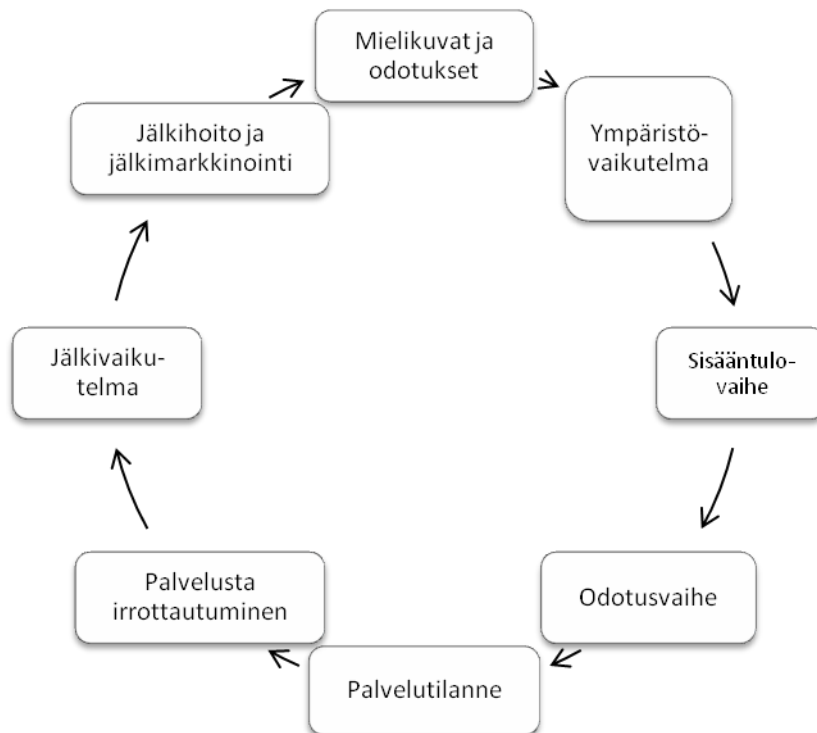 Mielikuvat ja
odotukset
Ympäristö-
vaikutelma
Sisääntulo-
vaihe
Odotusvaihe
Palvelutilanne
Palvelusta
irrottautuminen
Jälkivaiku-
telma
Jälkihoito ja
jälkimarkkinointi